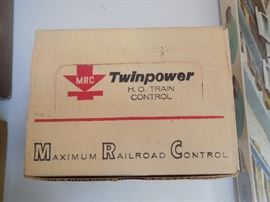 MRC
Twinpower
H.O. TRAIN
CONTROL
MAXIMUM RAILROAD CONTROL